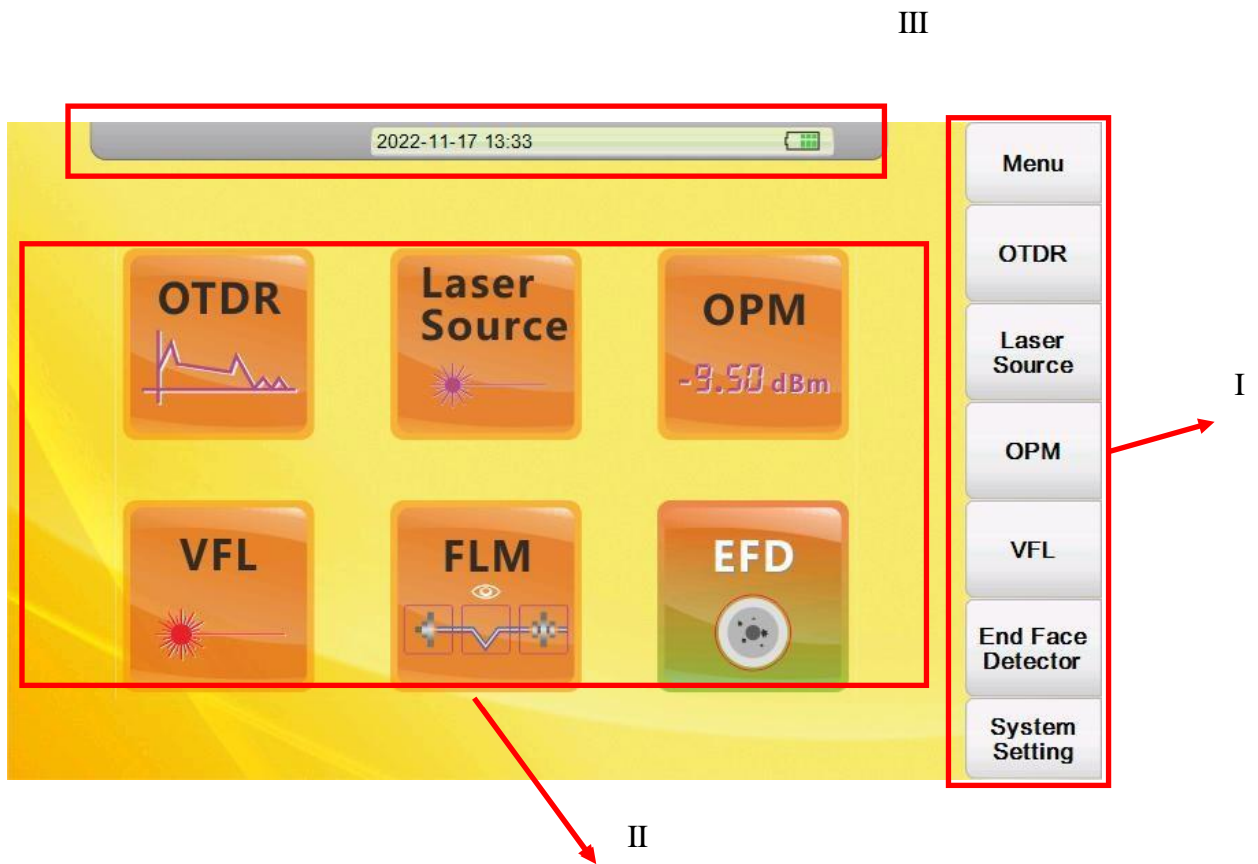 III
2022-11-17 13:33
Menu
OTDR
Laser
Source
OPM
VFL
End Face
Detector
System
Setting
I
OTDR
Laser
Source
OPM
-9.50 dBm
VFL
FLM
EFD
II